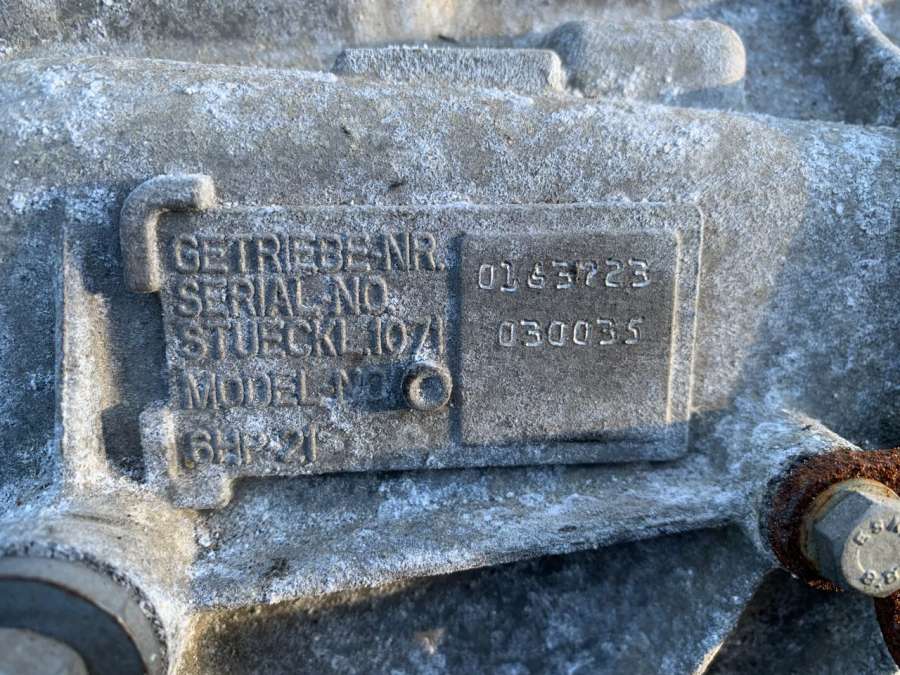 GETRIEBE-NR. 0163723
SERIAL-NO.
STUECKL.1071 030035
MODEL-NO.
6HP-21